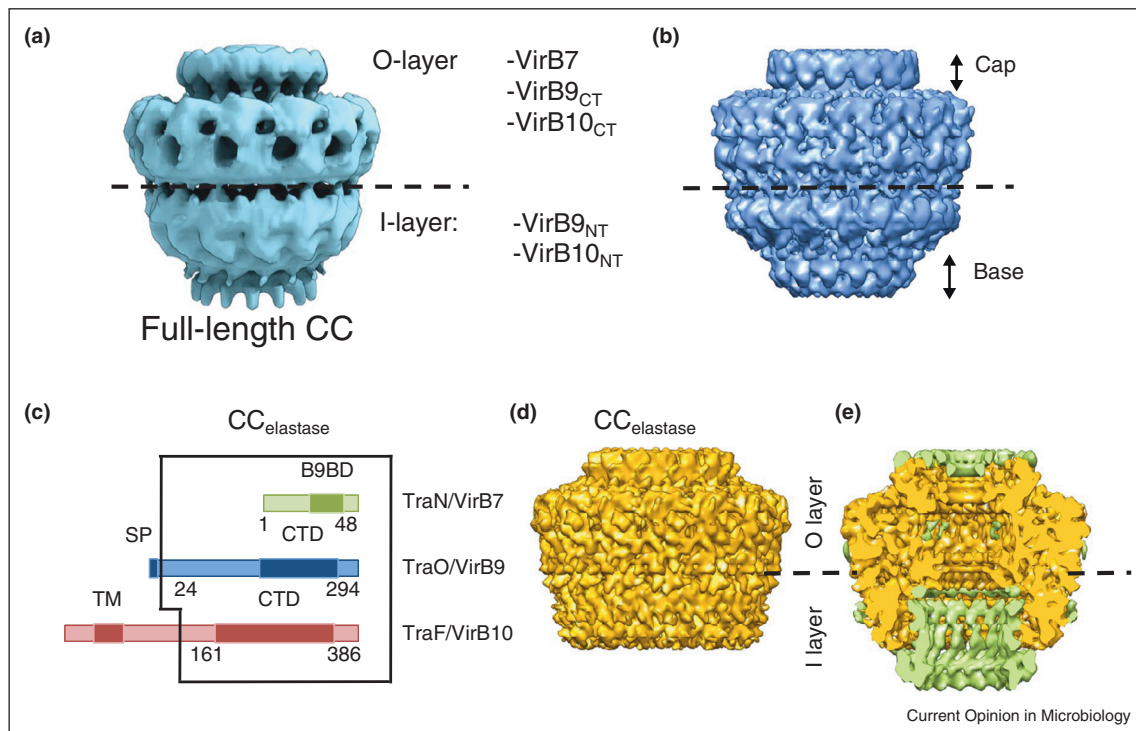 (a)
O-layer
-VirB7
-VirB9CT
-VirB10CT
I-layer:
-VirB9NT
-VirB10NT
Full-length CC
(b)
Cap
Base
(c)
CCelastase
B9BD
TraN/VirB7
1
48
CTD
SP
TraO/VirB9
24
294
CTD
TM
TraF/VirB10
161
386
(d)
CCelastase
(e)
O layer
I layer
Current Opinion in Microbiology